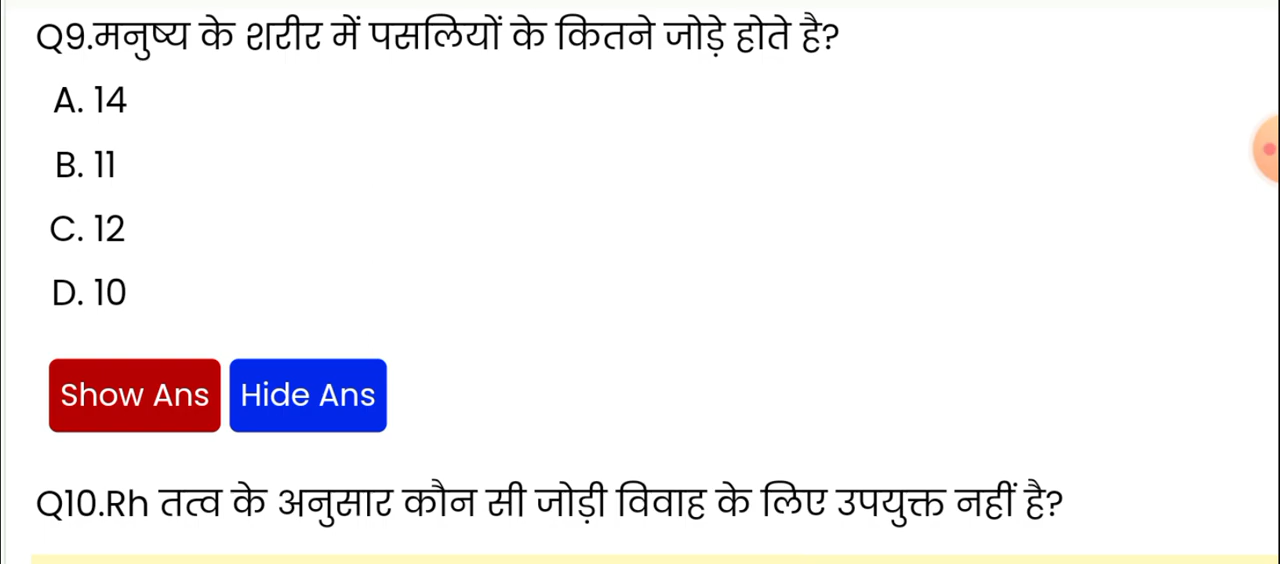 Q9.मनुष्य के शरीर में पसलियों के कितने जोड़े होते है?
A. 14
B. 11
C. 12
D. 10
Show Ans Hide Ans
Q10.Rh तत्व के अनुसार कौन सी जोड़ी विवाह के लिए उपयुक्त नहीं है?